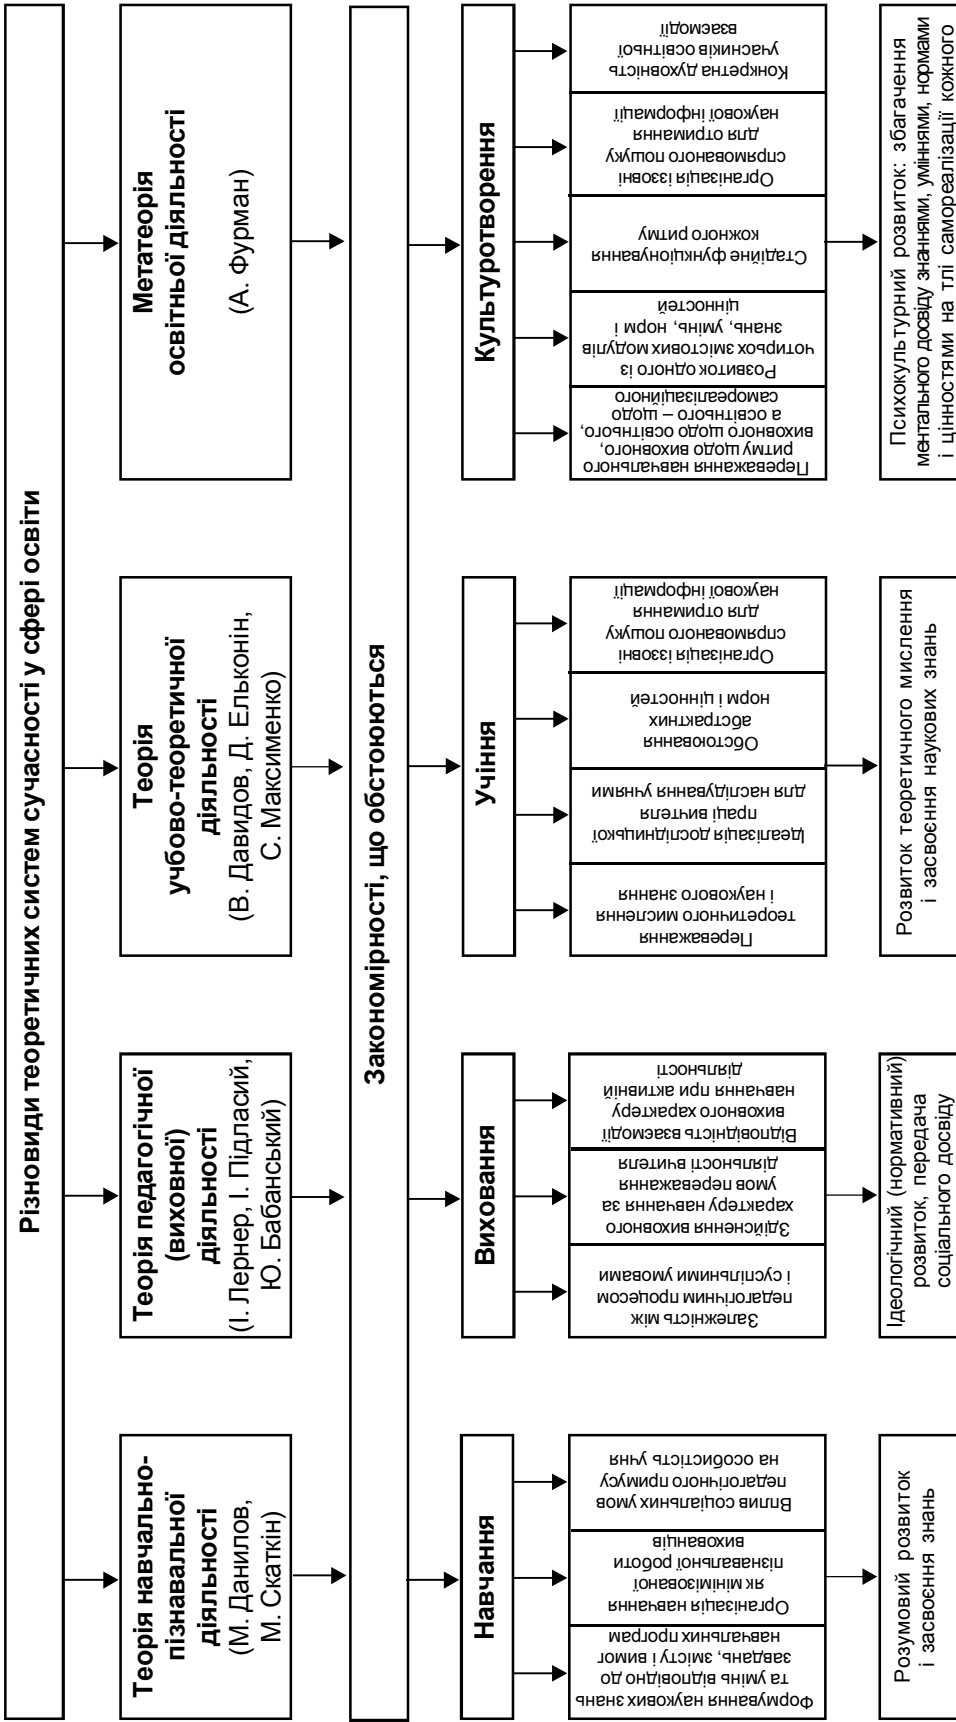 Різновиди теоретичних систем сучасності у сфері освіти
Теорія навчально-
пізнавальної
діяльності
(М. Данилов,
М. Скаткін)
Теорія педагогічної
(виховної)
діяльності
(І. Лернер, І. Підласий,
Ю. Бабанський)
Теорія
учбово-теоретичної
діяльності
(В. Давидов, Д. Ельконін,
С. Максименко)
Метатеорія
освітньої діяльності
(А. Фурман)
Закономірності, що обстоюються
Навчання
Виховання
Учіння
Культуротворення
Формування наукових знань
та умінь відповідно до
завдань, змісту і вимог
навчальних програм
Організація навчання
як мінімізованої
пізнавальної роботи
вихованців
Вплив соціальних умов
педагогічного примусу
на особистість учня
Залежність між
педагогічним процесом
і суспільними умовами
Здійснення виховного
характеру навчання за
умов переважання
діяльності вчителя
Відповідність взаємодії
виховного характеру
навчання при активній
діяльності
Переважання
теоретичного мислення
і наукового знання
Ідеалізація дослідницької
праці вчителя
для наслідування учнями
Обстоювання
абстрактних
норм і цінностей
Організація іззовні
спрямованого пошуку
для отримання
наукової інформації
Переважання навчального
ритму щодо виховного,
виховного щодо освітнього,
а освітнього – щодо
самореалізаційного
Розвиток одного із
чотирьох змістових модулів
знань, умінь, норм і
цінностей
Стадійне функціонування
кожного ритму
Організація іззовні
спрямованого пошуку
для отримання
наукової інформації
Конкретна духовність
учасників освітньої
взаємодії
Розумовий розвиток
і засвоєння знань
Ідеологічний (нормативний)
розвиток, передача
соціального досвіду
Розвиток теоретичного мислення
і засвоєння наукових знань
Психокультурний розвиток: збагачення
ментального досвіду знаннями, уміннями, нормами
і цінностями на тлі самореалізації кожного